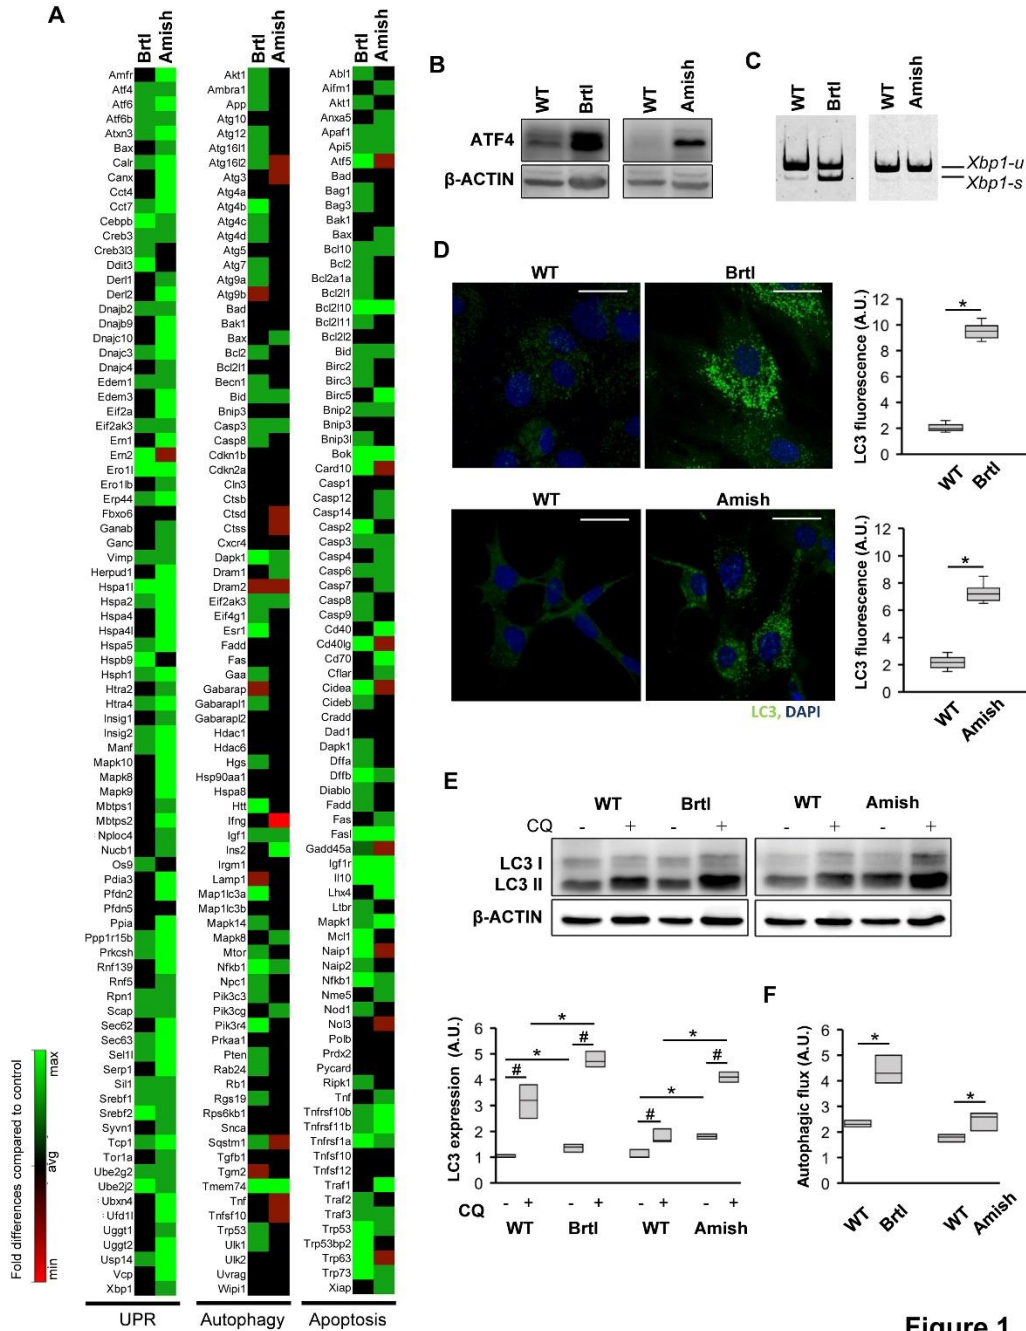 A
Brtl
Amish
Amfr
Atf4
Atf6
Atf6b
Atxn3
Bax
Calr
Canx
Cct4
Cct7
Cebpb
Creb3
Creb3l3
Ddit3
Derl1
Derl2
Dnajb2
Dnajb9
Dnajc10
Dnajc3
Dnajc4
Edem1
Edem3
Eif2a
Eif2ak3
Ern1
Ern2
Ero1l
Ero1lb
Erp44
Fbxo6
Ganab
Ganc
Vimp
Herpud1
Hspa1l
Hspa2
Hspa4
Hspa4l
Hspa5
Hspb9
Hsph1
Htra2
Htra4
Insig1
Insig2
Manf
Mapk10
Mapk8
Mapk9
Mbtps1
Mbtps2
Nploc4
Nucb1
Os9
Pdia3
Pfdn2
Pfdn5
Ppia
Ppp1r15b
Prkcsh
Rnf139
Rnf5
Rpn1
Scap
Sec62
Sec63
Sel1l
Serp1
Sil1
Srebf1
Srebf2
Syvn1
Tcp1
Tor1a
Ube2g2
Ube2j2
Ubxn4
Ufd1l
Uggt1
Uggt2
Usp14
Vcp
Xbp1
UPR
Brtl
Amish
Akt1
Ambra1
App
Atg10
Atg12
Atg16l1
Atg16l2
Atg3
Atg4a
Atg4b
Atg4c
Atg4d
Atg5
Atg7
Atg9a
Atg9b
Bad
Bak1
Bax
Bcl2
Bcl2l1
Becn1
Bid
Bnip3
Casp3
Casp8
Cdkn1b
Cdkn2a
Cln3
Ctsb
Ctsd
Ctss
Cxcr4
Dapk1
Dram1
Dram2
Eif2ak3
Eif4g1
Esr1
Fadd
Fas
Gaa
Gabarap
Gabarapl1
Gabarapl2
Hdac1
Hdac6
Hgs
Hsp90aa1
Hspa8
Htt
Ifng
Igf1
Ins2
Irgm1
Lamp1
Map1lc3a
Map1lc3b
Mapk14
Mapk8
Mtor
Nfkb1
Npc1
Pik3c3
Pik3cg
Pik3r4
Prkaa1
Pten
Rab24
Rb1
Rgs19
Rps6kb1
Snca
Sqstm1
Tgfb1
Tgm2
Tmem74
Tnf
Tnfsf10
Trp53
Ulk1
Ulk2
Uvrag
Wipi1
Autophagy
Brtl
Amish
Abl1
Aifm1
Akt1
Anxa5
Apaf1
Api5
Atf5
Bad
Bag1
Bag3
Bak1
Bax
Bcl10
Bcl2
Bcl2a1a
Bcl2l1
Bcl2l10
Bcl2l11
Bcl2l2
Bid
Birc2
Birc3
Birc5
Bnip2
Bnip3
Bnip3l
Bok
Card10
Casp1
Casp12
Casp14
Casp2
Casp3
Casp4
Casp6
Casp7
Casp8
Casp9
Cd40
Cd40lg
Cd70
Cflar
Cidea
Cideb
Cradd
Dad1
Dapk1
Dffa
Dffb
Diablo
Fadd
Fas
Fasl
Gadd45a
Igf1r
Il10
Lhx4
Ltbr
Mapk1
Mcl1
Naip1
Naip2
Nfkb1
Nme5
Nod1
Nol3
Polb
Prdx2
Pycard
Ripk1
Tnf
Tnfrsf10b
Tnfrsf11b
Tnfrsf1a
Tnfsf10
Tnfsf12
Traf1
Traf2
Traf3
Trp53
Trp53bp2
Trp63
Trp73
Xiap
Apoptosis
Fold differences compared to control
max
avg
min
B
WT
Brtl
WT
Amish
ATF4
β-ACTIN
C
WT
Brtl
WT
Amish
Xbp1-u
Xbp1-s
D
WT
Brtl
WT
Amish
LC3, DAPI
LC3 fluorescence (A.U.)
12
10
8
6
4
2
0
*
WT
Brtl
LC3 fluorescence (A.U.)
12
10
8
6
4
2
0
*
WT
Amish
E
WT Brtl WT Amish
CQ - + - + - + - +
LC3 I
LC3 II
β-ACTIN
LC3 expression (A.U.)
6
5
4
3
2
1
0
* * * *
# # # #
CQ - + - + - + - +
WT Brtl WT Amish
F
Autophagic flux (A.U.)
6
5
4
3
2
1
0
* *
WT
Brtl
WT
Amish
Figure 1